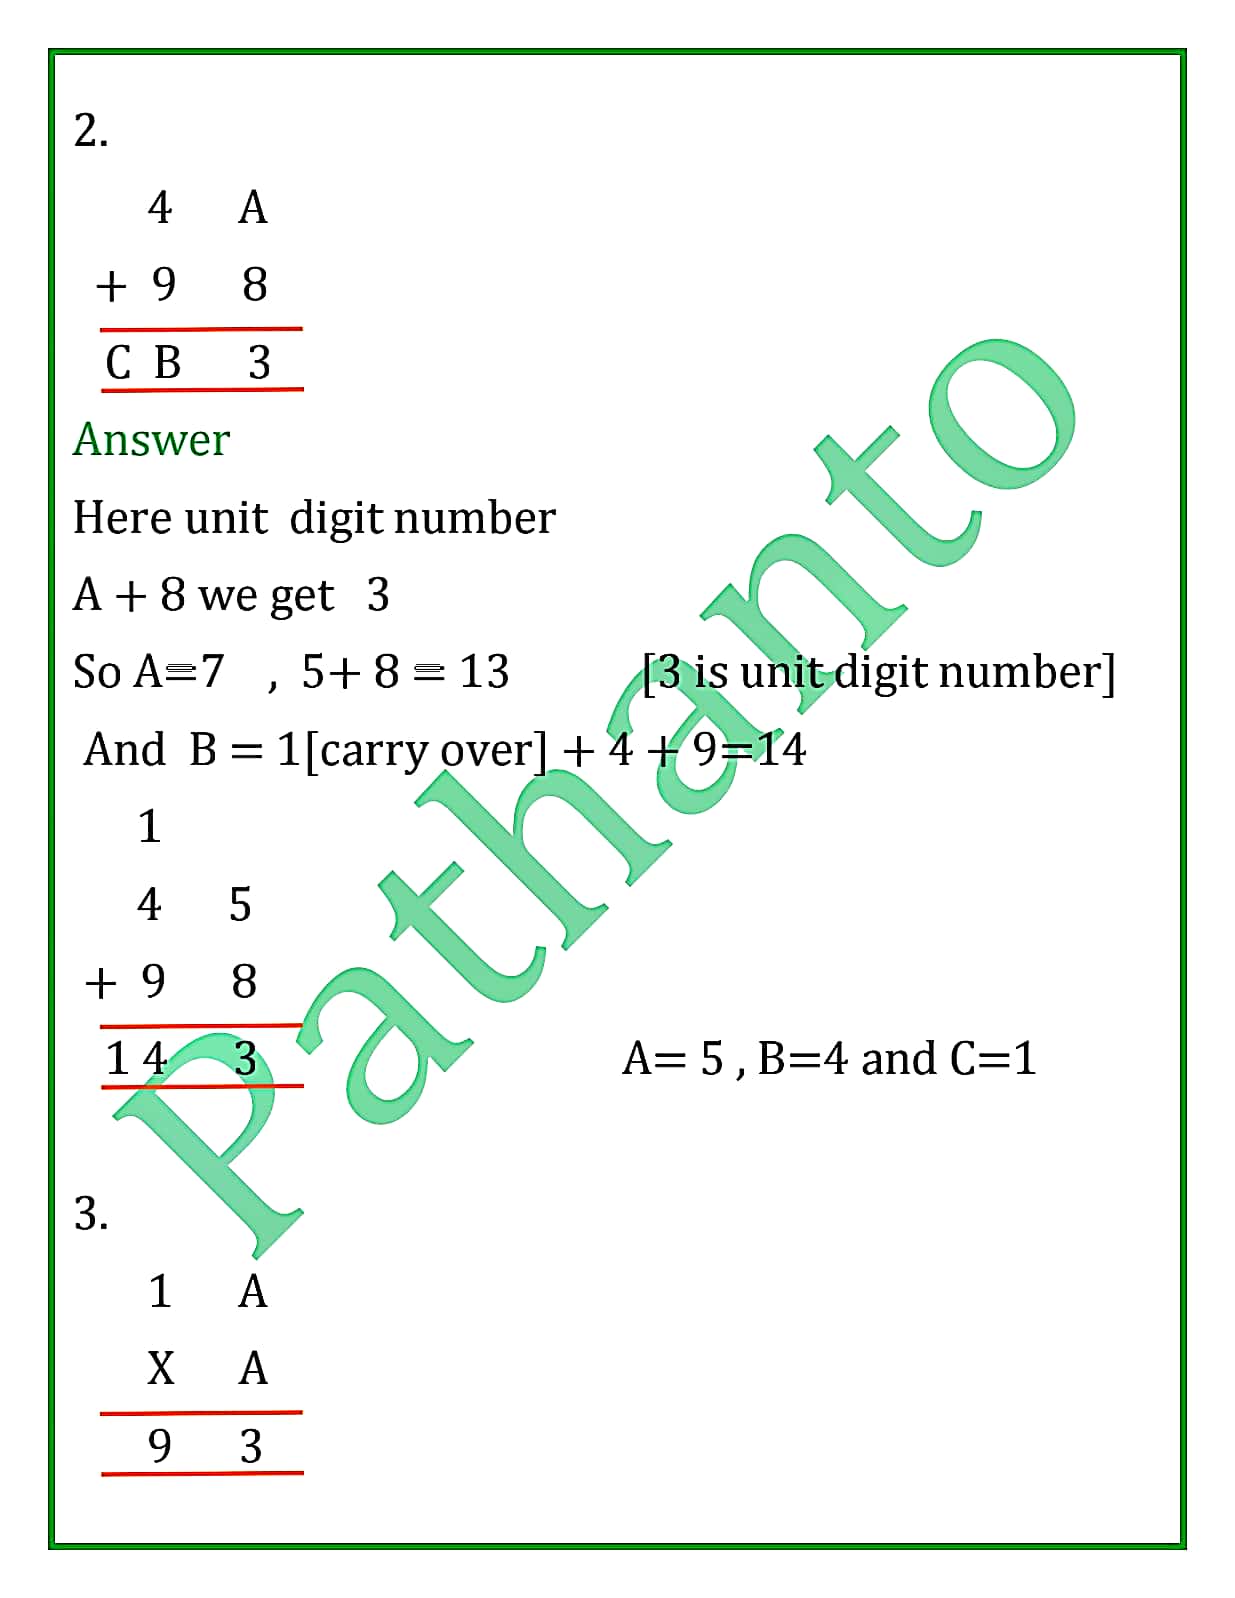 2.
4 A
+ 9 8
C B 3
Answer
Here unit digit number
A + 8 we get 3
So A=7 , 5+ 8 = 13 [3 is unit digit number]
And B = 1[carry over] + 4 + 9=14
1
4 5
+ 9 8
1 4 3 A= 5 , B=4 and C=1
3.
1 A
X A
9 3
Pathanto